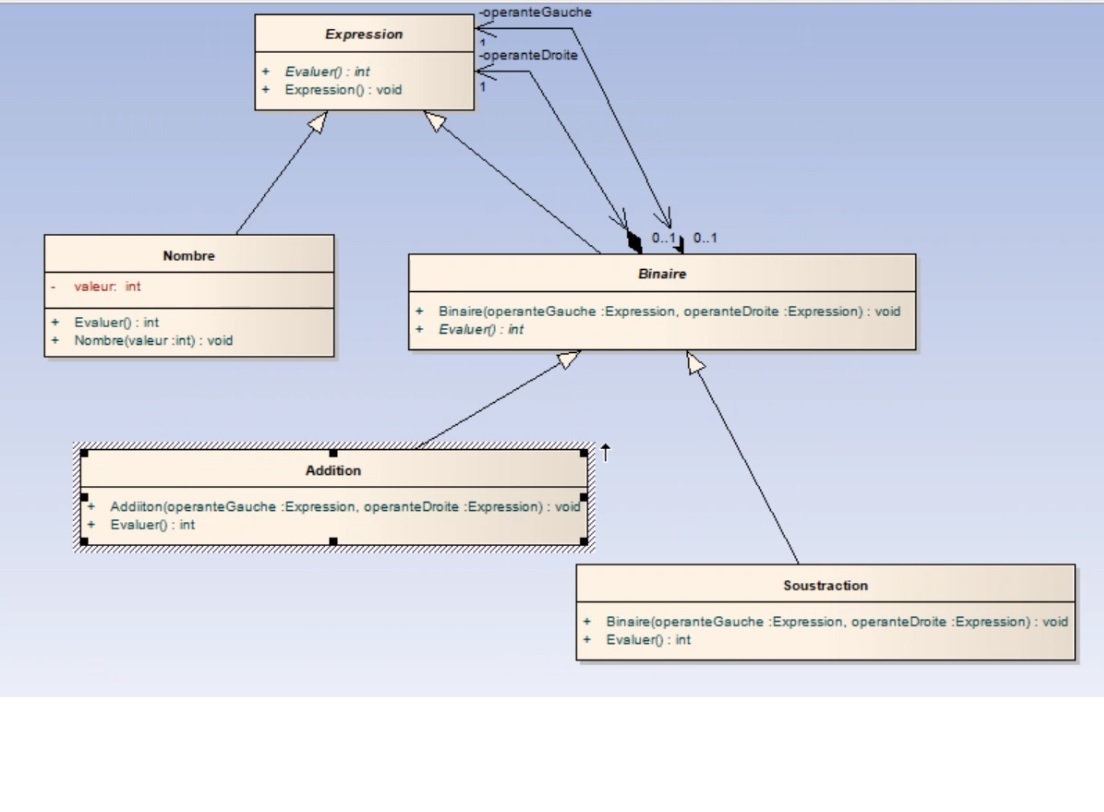 -operanteGauche
Expression
1
-operanteDroite
+ Evaluer() : int
+ Expression() : void
1
0..1
0..1
Nombre
- valeur: int
+ Evaluer() : int
+ Nombre(valeur :int) : void
Binaire
+ Binaire(operanteGauche :Expression, operanteDroite :Expression) : void
+ Evaluer() : int
Addition
+ Addiiton(operanteGauche :Expression, operanteDroite :Expression) : void
+ Evaluer() : int
Soustraction
+ Binaire(operanteGauche :Expression, operanteDroite :Expression) : void
+ Evaluer() : int